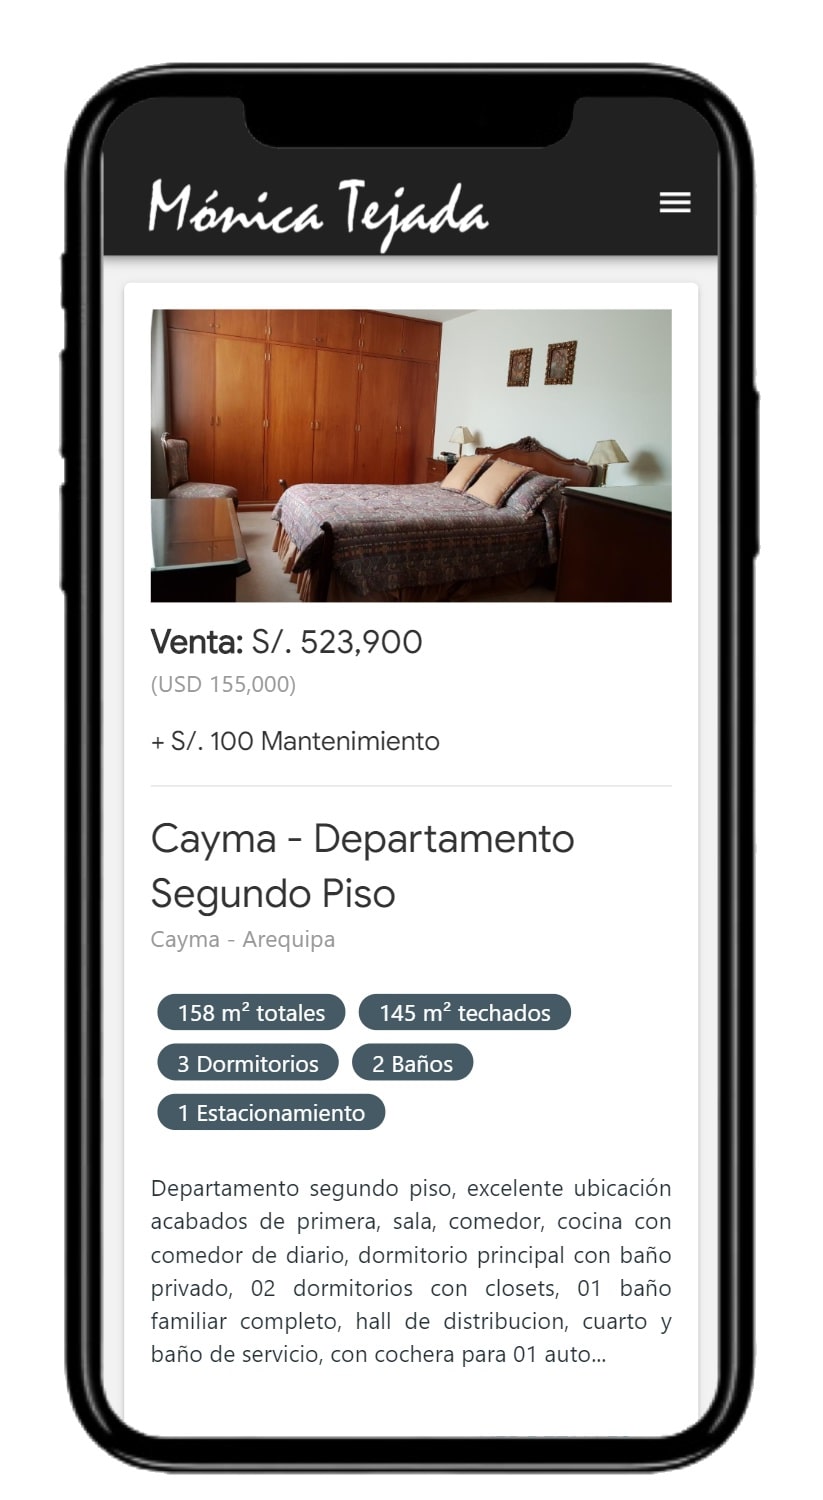 Mónica Tejada
Venta: S/. 523,900
(USD 155,000)
+ S/. 100 Mantenimiento
Cayma - Departamento
Segundo Piso
Cayma - Arequipa
158 m² totales 145 m² techados
3 Dormitorios 2 Baños
1 Estacionamiento
Departamento segundo piso, excelente ubicación
acabados de primera, sala, comedor, cocina con
comedor de diario, dormitorio principal con baño
privado, 02 dormitorios con closets, 01 baño
familiar completo, hall de distribucion, cuarto y
baño de servicio, con cochera para 01 auto...